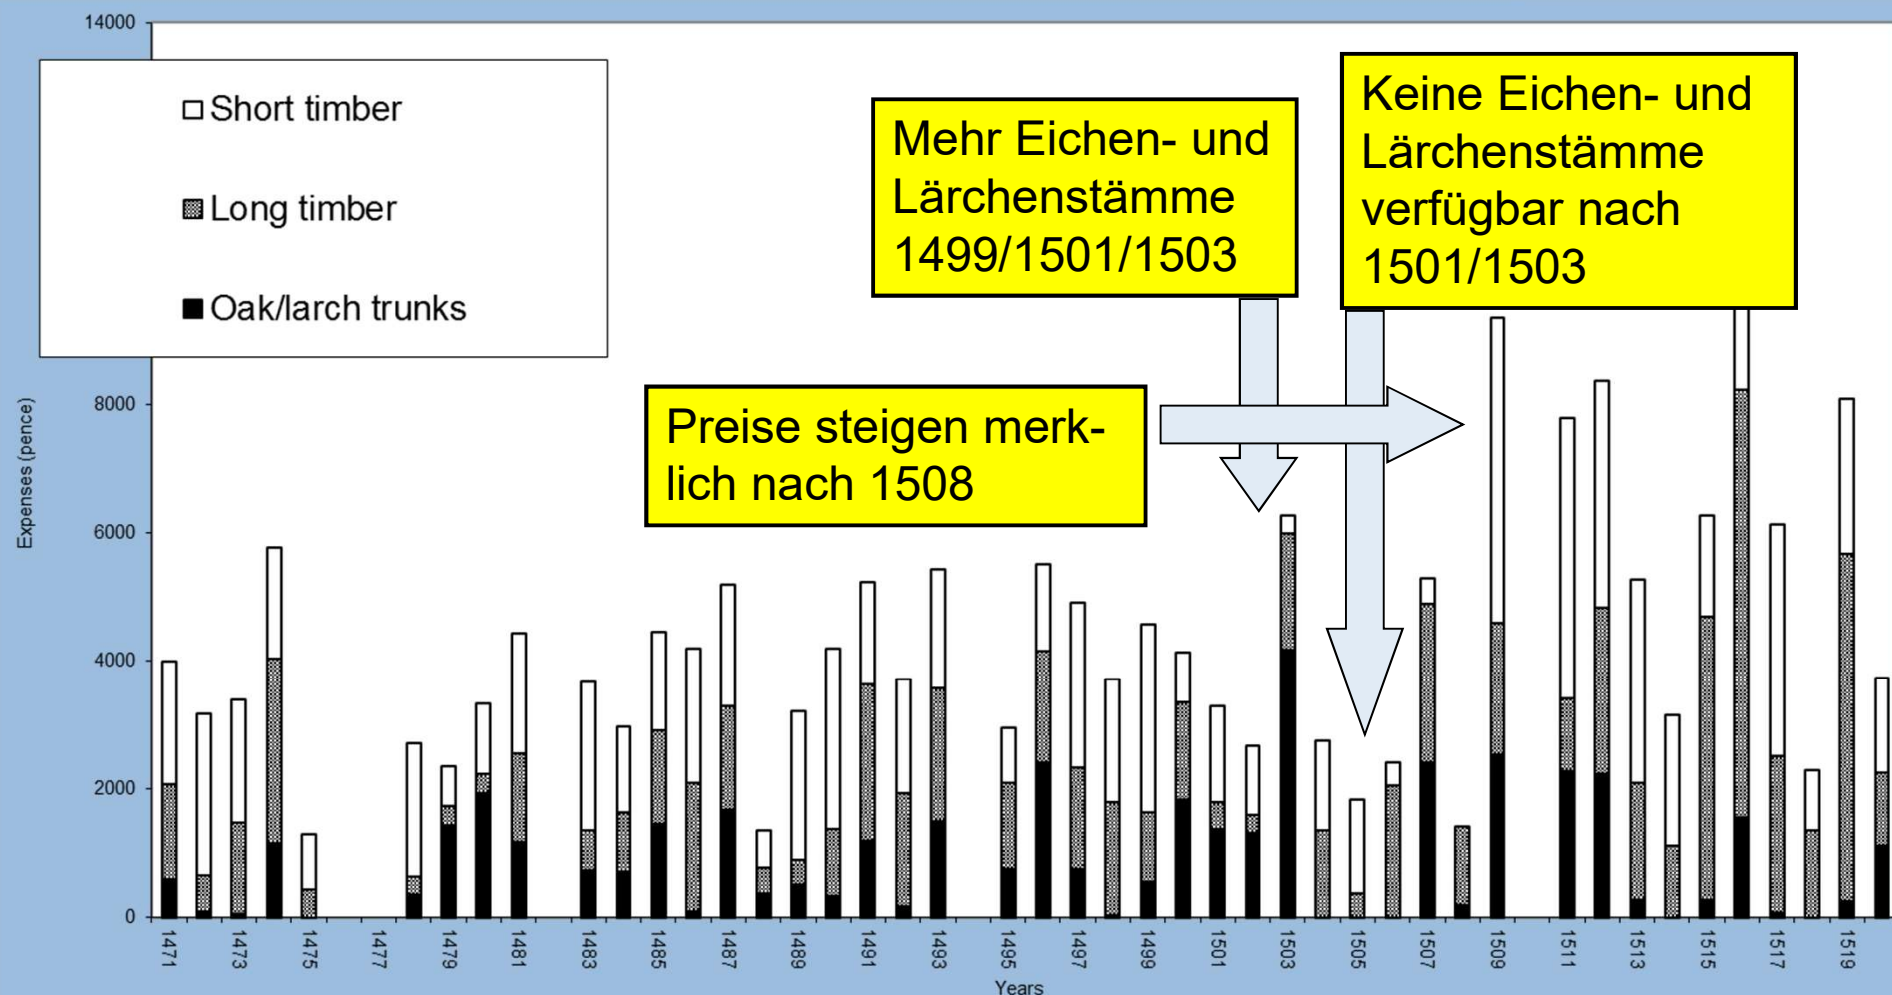 14000
Short timber
Long timber
Oak/larch trunks
Mehr Eichen- und
Lärchenstämme
1499/1501/1503
Keine Eichen- und
Lärchenstämme
verfügbar nach
1501/1503
Preise steigen merk-
lich nach 1508
Expenses (pence)
8000
6000
4000
2000
0
1471
1473
1475
1477
1479
1481
1483
1485
1487
1489
1491
1493
1495
1497
1499
1501
1503
1505
1507
1509
1511
1513
1515
1517
1519
Years